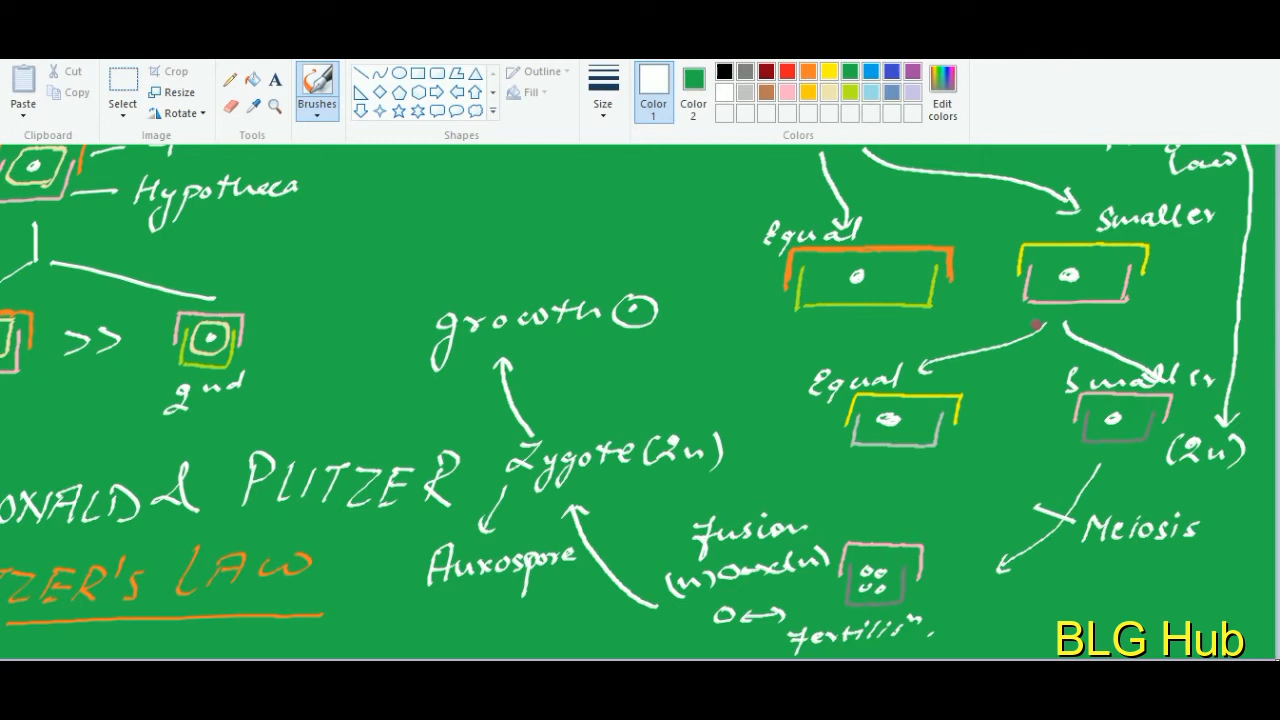 Paste
Cut
Copy
Clipboard
Select
Crop
Resize
Rotate
Image
Tools
Brushes
Shapes
Outline
Fill
Size
Color 1
Color 2
Edit colors
Colors
Hypotheca
Law
Equal
Smaller
growth
>>
2nd
Equal
Smaller
Zygote (2n)
(2n)
ONALD & PLITZER
Auxospore
fusion
Meiosis
TZER's LAW
fertilisn.
BLG Hub